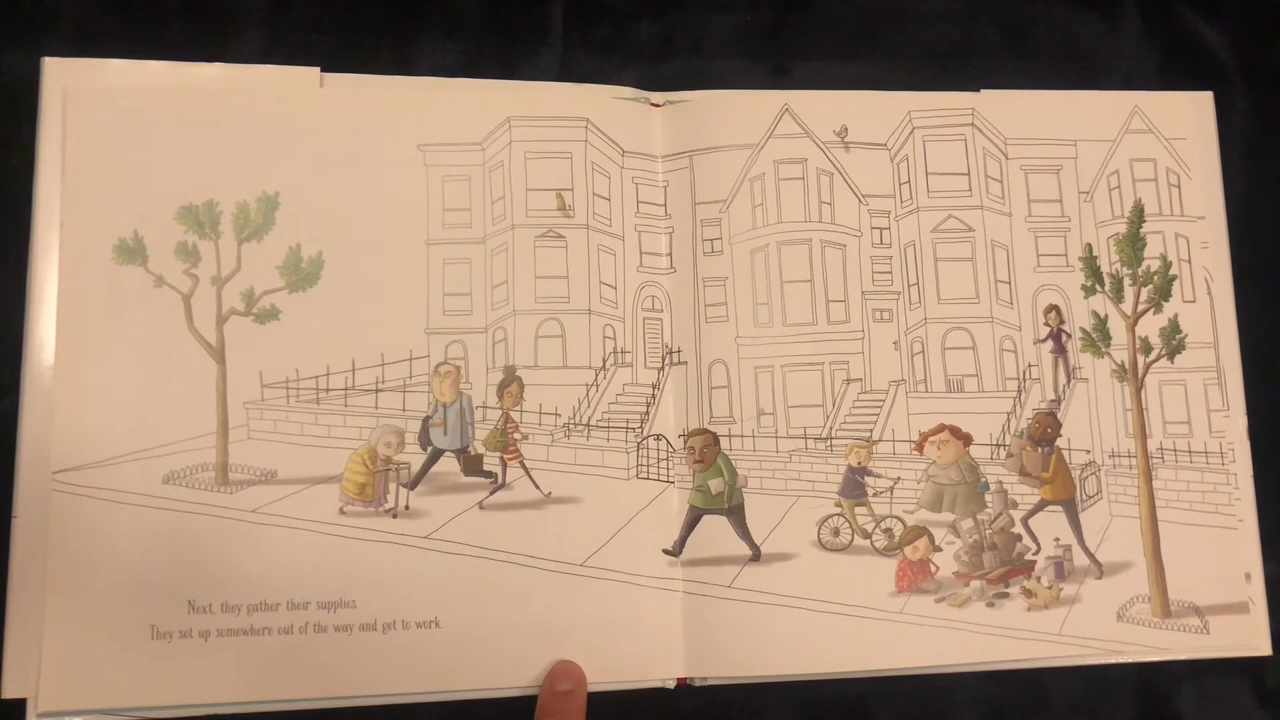 Next, they gather their supplies.
They set up somewhere out of the way and get to work.